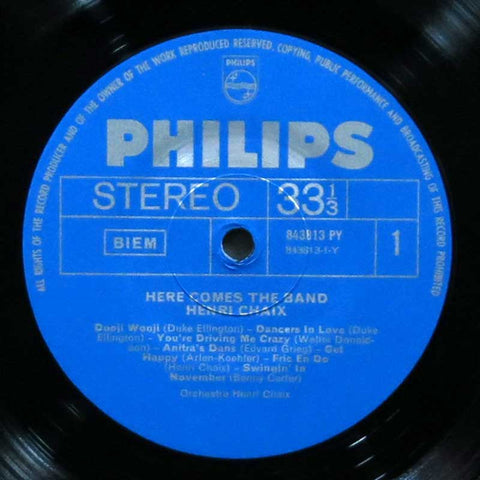 ALL RIGHTS OF THE RECORD PRODUCER AND OF THE OWNER OF THE WORK REPRODUCED RESERVED, COPYING, PUBLIC PERFORMANCE AND BROADCASTING OF THIS RECORD PROHIBITED
PHILIPS
PHILIPS
STEREO 33 1/3
BIEM 843813 PY 1
843813-1-Y
HERE COMES THE BAND
HENRI CHAIX
Dooji Wooji (Duke Ellington) – Dancers In Love (Duke
Ellington) – You're Driving Me Crazy (Walter Donald-
son) – Anitra's Dans (Edvard Grieg) – Get
Happy (Arlen-Koehler) – Fric En Do
(Henri Chaix) – Swingin' In
November (Benny Carter)
Orchestra Henri Chaix